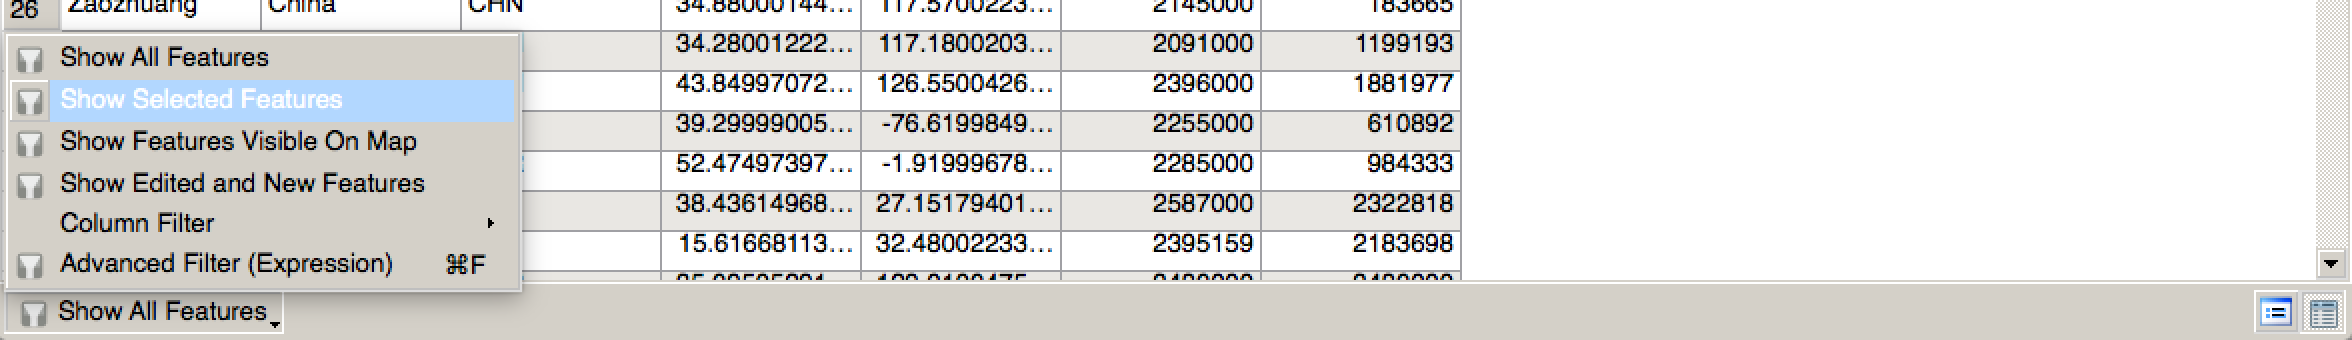 26 Zaozhuang China CHN 34.88000144... 117.5700223... 2145000 183665
34.28001222... 117.1800203... 2091000 1199193
43.84997072... 126.5500426... 2396000 1881977
39.29999005... -76.6199849... 2255000 610892
52.47497397... -1.91999678... 2285000 984333
38.43614968... 27.15179401... 2587000 2322818
15.61668113... 32.48002233... 2395159 2183698
Show All Features
Show Selected Features
Show Features Visible On Map
Show Edited and New Features
Column Filter
Advanced Filter (Expression) ⌘F
Show All Features